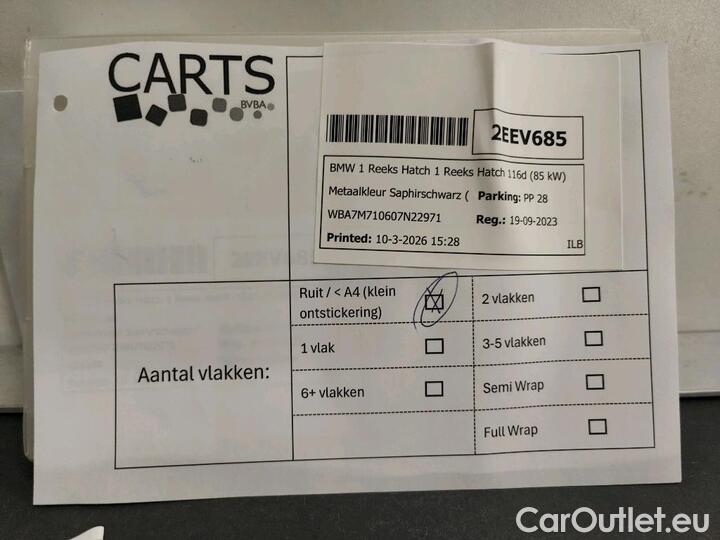 CARTS
BVBA
2EEV685
BMW 1 Reeks Hatch 1 Reeks Hatch 116d (85 kW)
Metaalkleur Saphirschwarz ( Parking: PP 28
WBA7M710607N22971 Reg.: 19-09-2023
Printed: 10-3-2026 15:28 ILB
Aantal vlakken:
Ruit / < A4 (klein
ontstickering)
2 vlakken
1 vlak
3-5 vlakken
6+ vlakken
Semi Wrap
Full Wrap
CarOutlet.eu